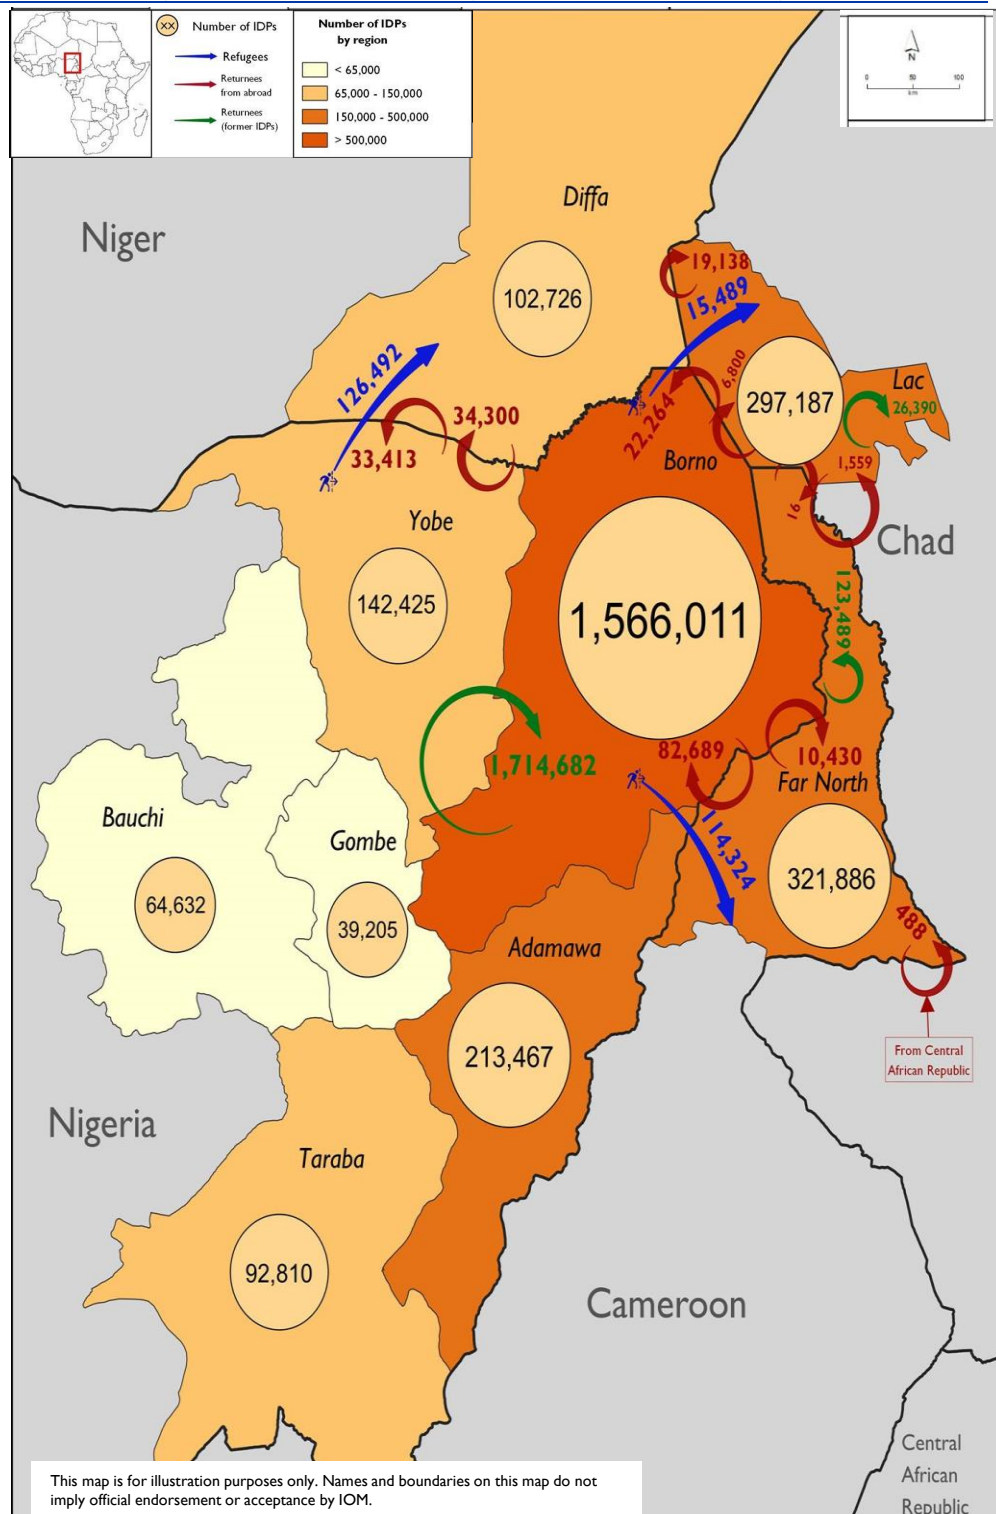 XX
Number of IDPs
Refugees
Returnees
from abroad
Returnees
(former IDPs)
Number of IDPs
by region
< 65,000
65,000 - 150,000
150,000 - 500,000
> 500,000
N
0 50 100
km
Diffa
Niger
102,726
19,138
15,489
126,492
6,800
297,187
Lac
26,390
34,300
33,413
22,264
Borno
1,559
16
Yobe
Chad
142,425
1,566,011
123,489
1,714,682
82,689
10,430
Far North
Bauchi
Gombe
114,324
64,632
39,205
321,886
488
Adamawa
213,467
From Central
African Republic
Nigeria
Taraba
92,810
Cameroon
Central
African
Republic
This map is for illustration purposes only. Names and boundaries on this map do not
imply official endorsement or acceptance by IOM.